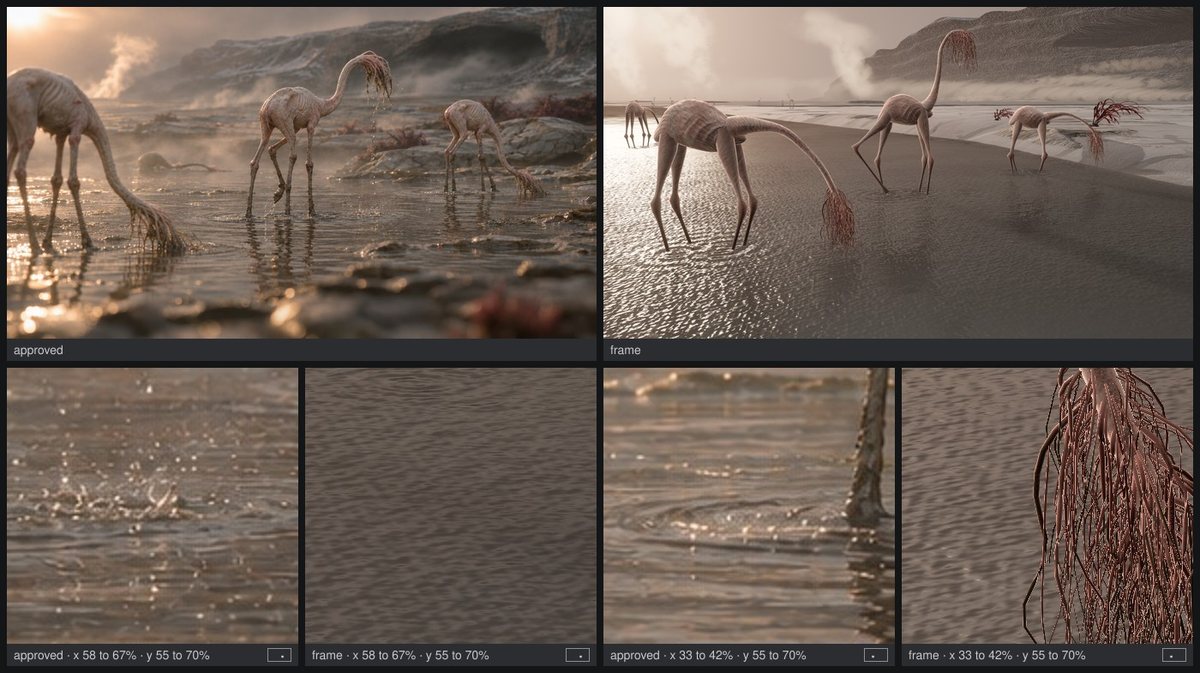 approved
frame
approved · x 58 to 67% · y 55 to 70%
frame · x 58 to 67% · y 55 to 70%
approved · x 33 to 42% · y 55 to 70%
frame · x 33 to 42% · y 55 to 70%